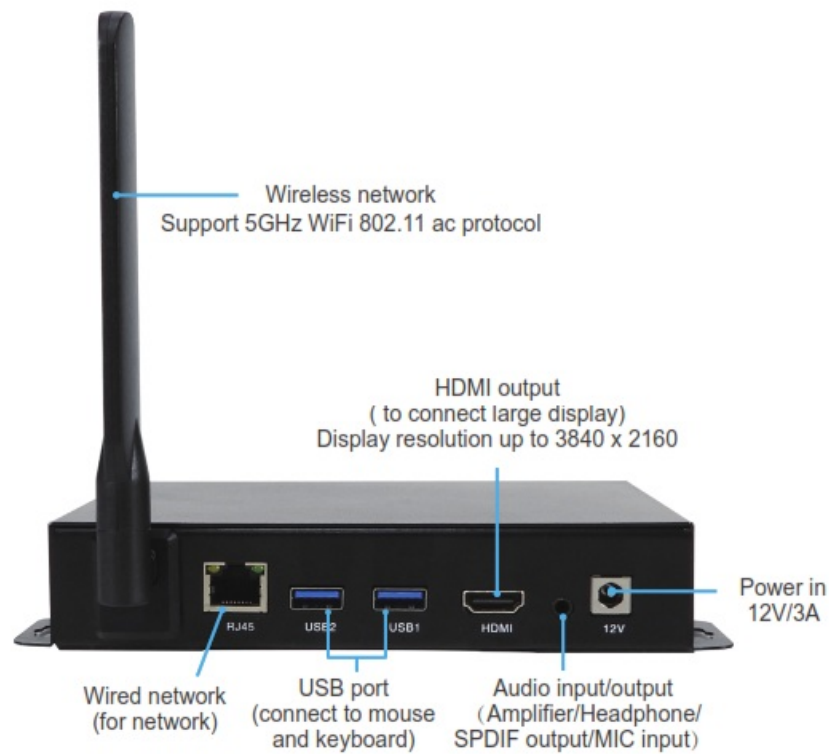 Wireless network
Support 5GHz WiFi 802.11 ac protocol
HDMI output
( to connect large display)
Display resolution up to 3840 x 2160
Power in
12V/3A
RJ45
USB2
USB1
HDMI
12V
Wired network
(for network)
USB port
(connect to mouse
and keyboard)
Audio input/output
（Amplifier/Headphone/
SPDIF output/MIC input）